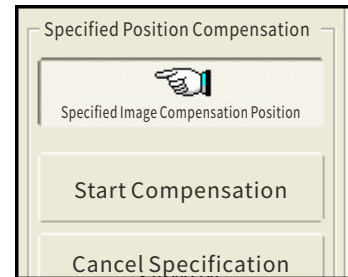 Specified Position Compensation
Specified Image Compensation Position
Start Compensation
Cancel Specification